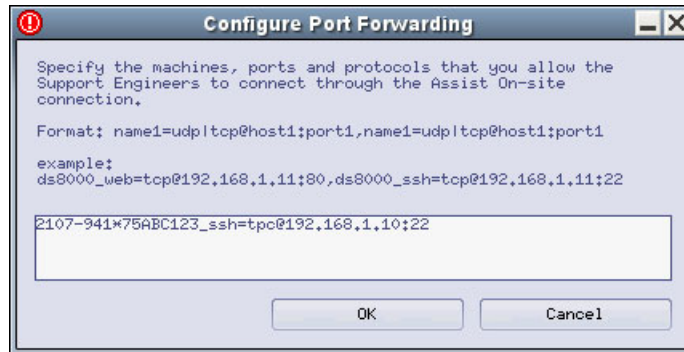 Configure Port Forwarding
Specify the machines, ports and protocols that you allow the
Support Engineers to connect through the Assist On-site
connection.
Format: name1=udp|tcp@host1:port1,name1=udp|tcp@host1:port1
example:
ds8000_web=tcp@192.168.1.11:80,ds8000_ssh=tcp@192.168.1.11:22
2107-941*75ABC123_ssh=tpc@192.168.1.10:22
OK
Cancel